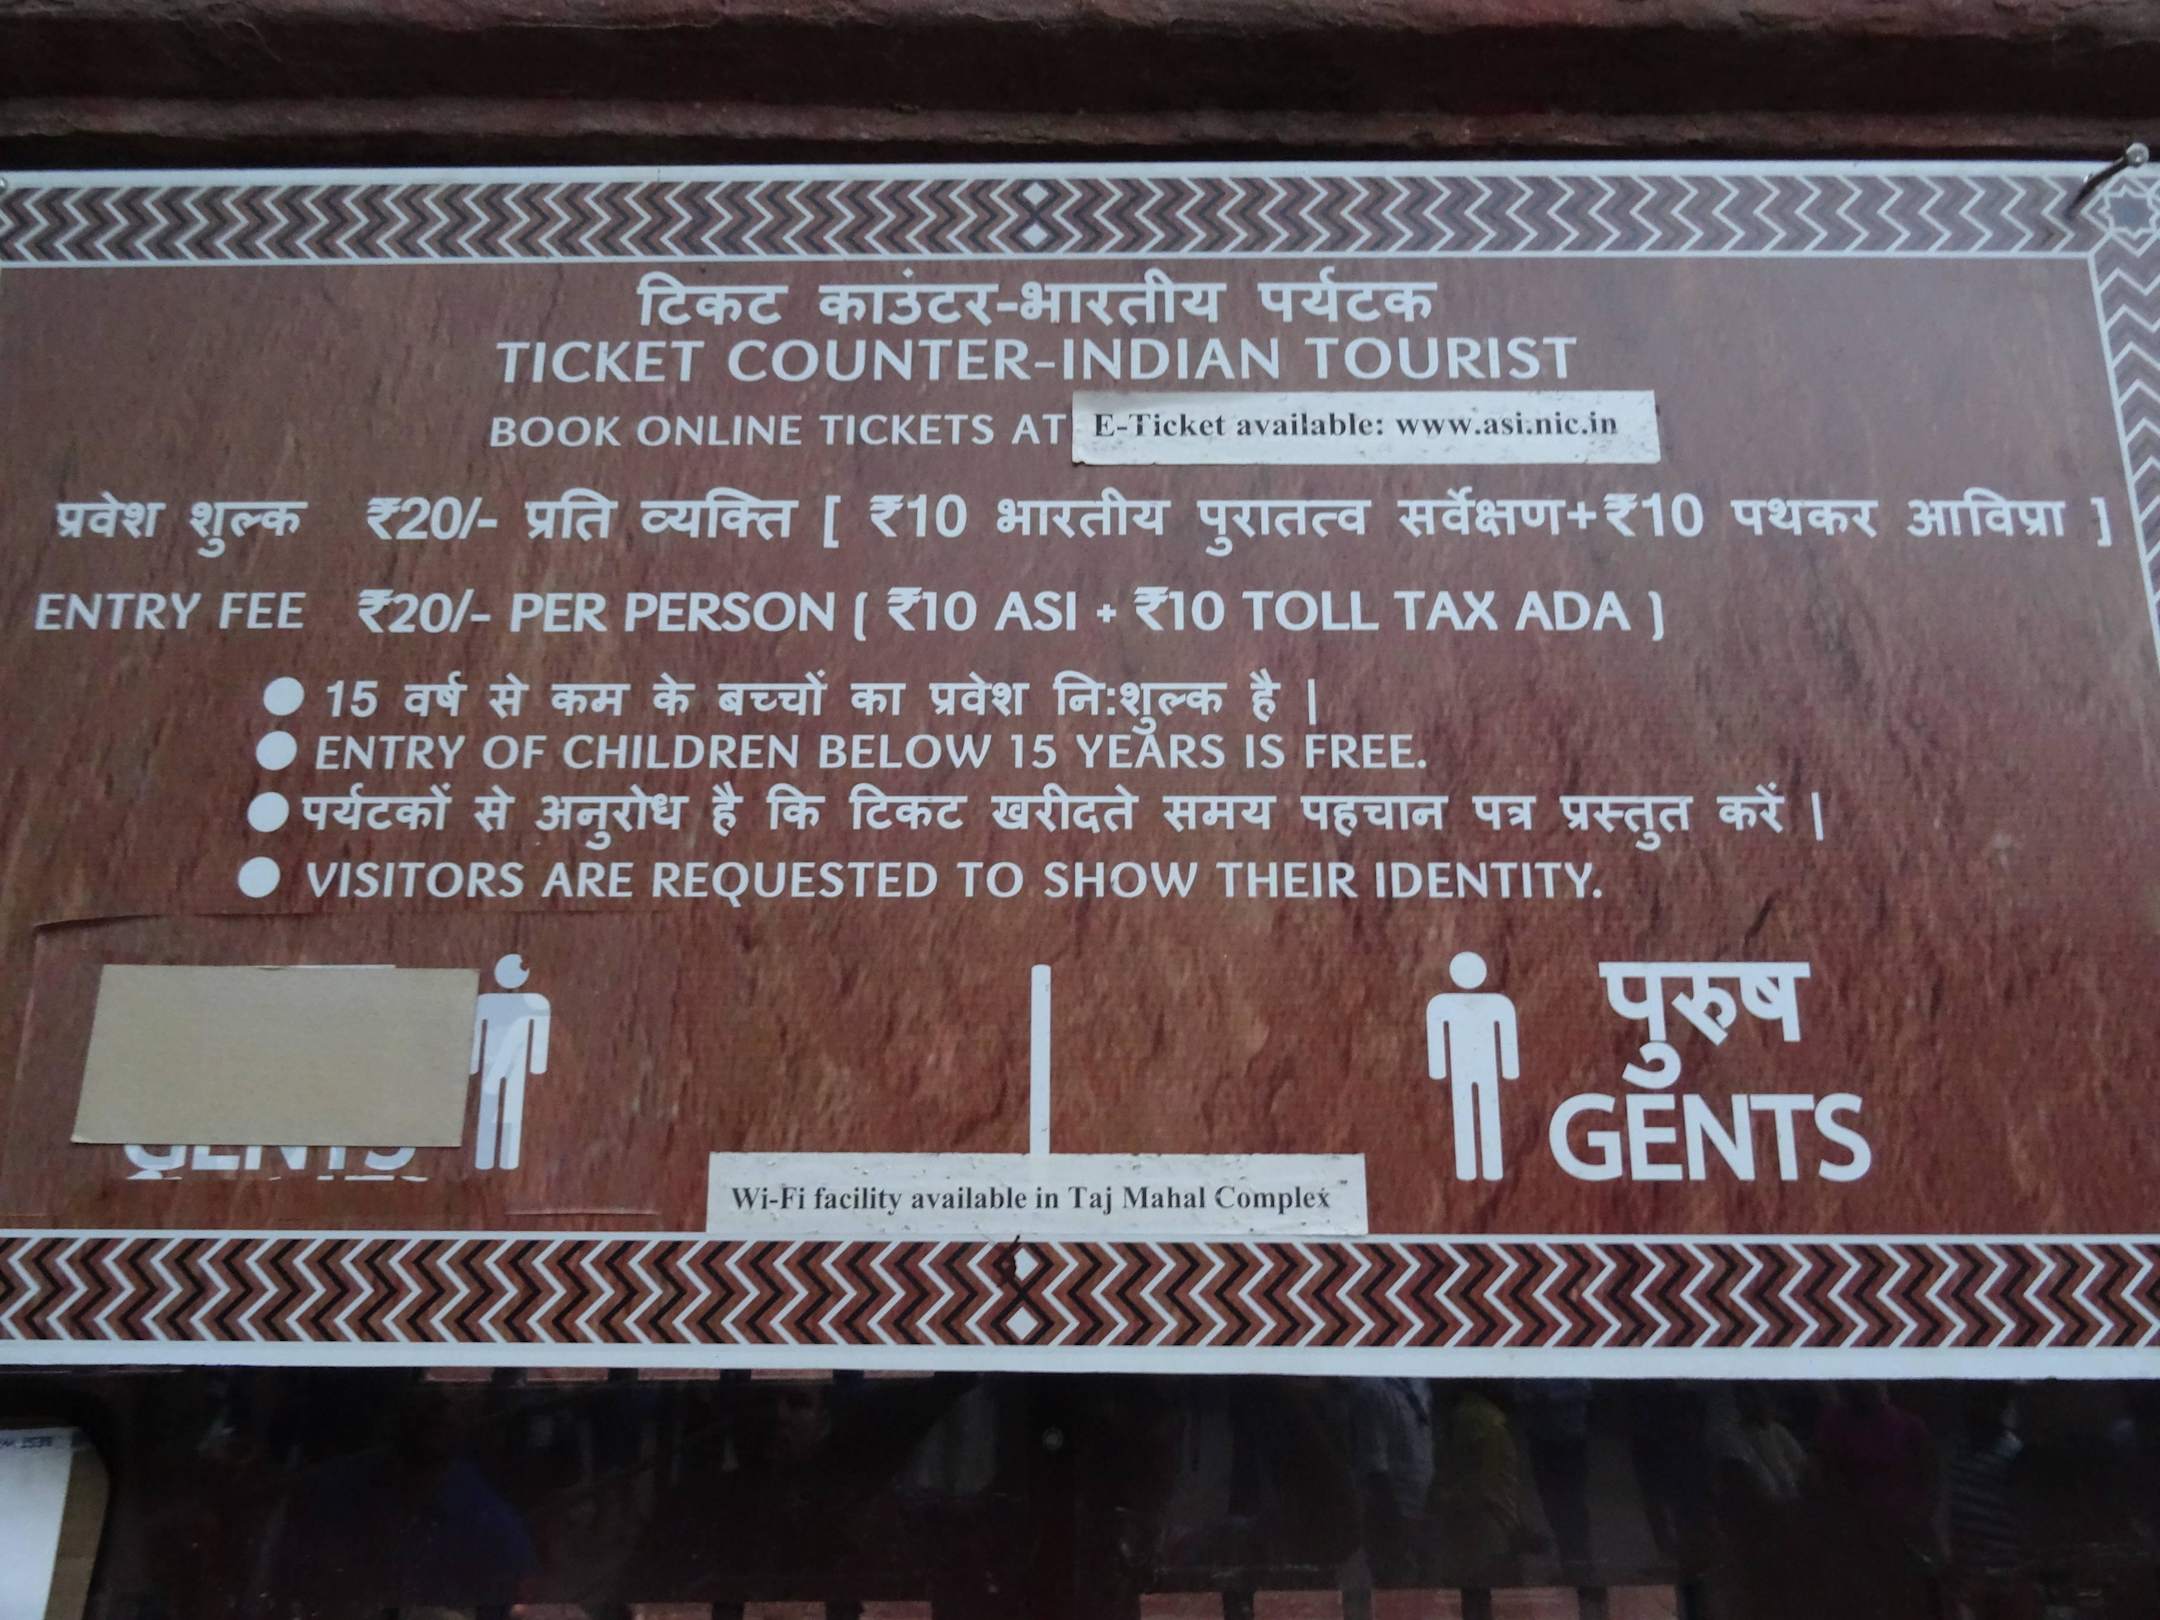 टिकट काउंटर-भारतीय पर्यटक
TICKET COUNTER-INDIAN TOURIST
BOOK ONLINE TICKETS AT E-Ticket available: www.asi.nic.in
प्रवेश शुल्क ₹20/- प्रति व्यक्ति [ ₹10 भारतीय पुरातत्व सर्वेक्षण+₹10 पथकर आविप्रा ]
ENTRY FEE ₹20/- PER PERSON ( ₹10 ASI + ₹10 TOLL TAX ADA )
● 15 वर्ष से कम के बच्चों का प्रवेश नि:शुल्क है |
● ENTRY OF CHILDREN BELOW 15 YEARS IS FREE.
● पर्यटकों से अनुरोध है कि टिकट खरीदते समय पहचान पत्र प्रस्तुत करें |
● VISITORS ARE REQUESTED TO SHOW THEIR IDENTITY.
पुरुष
GENTS
GENTS
Wi-Fi facility available in Taj Mahal Complex